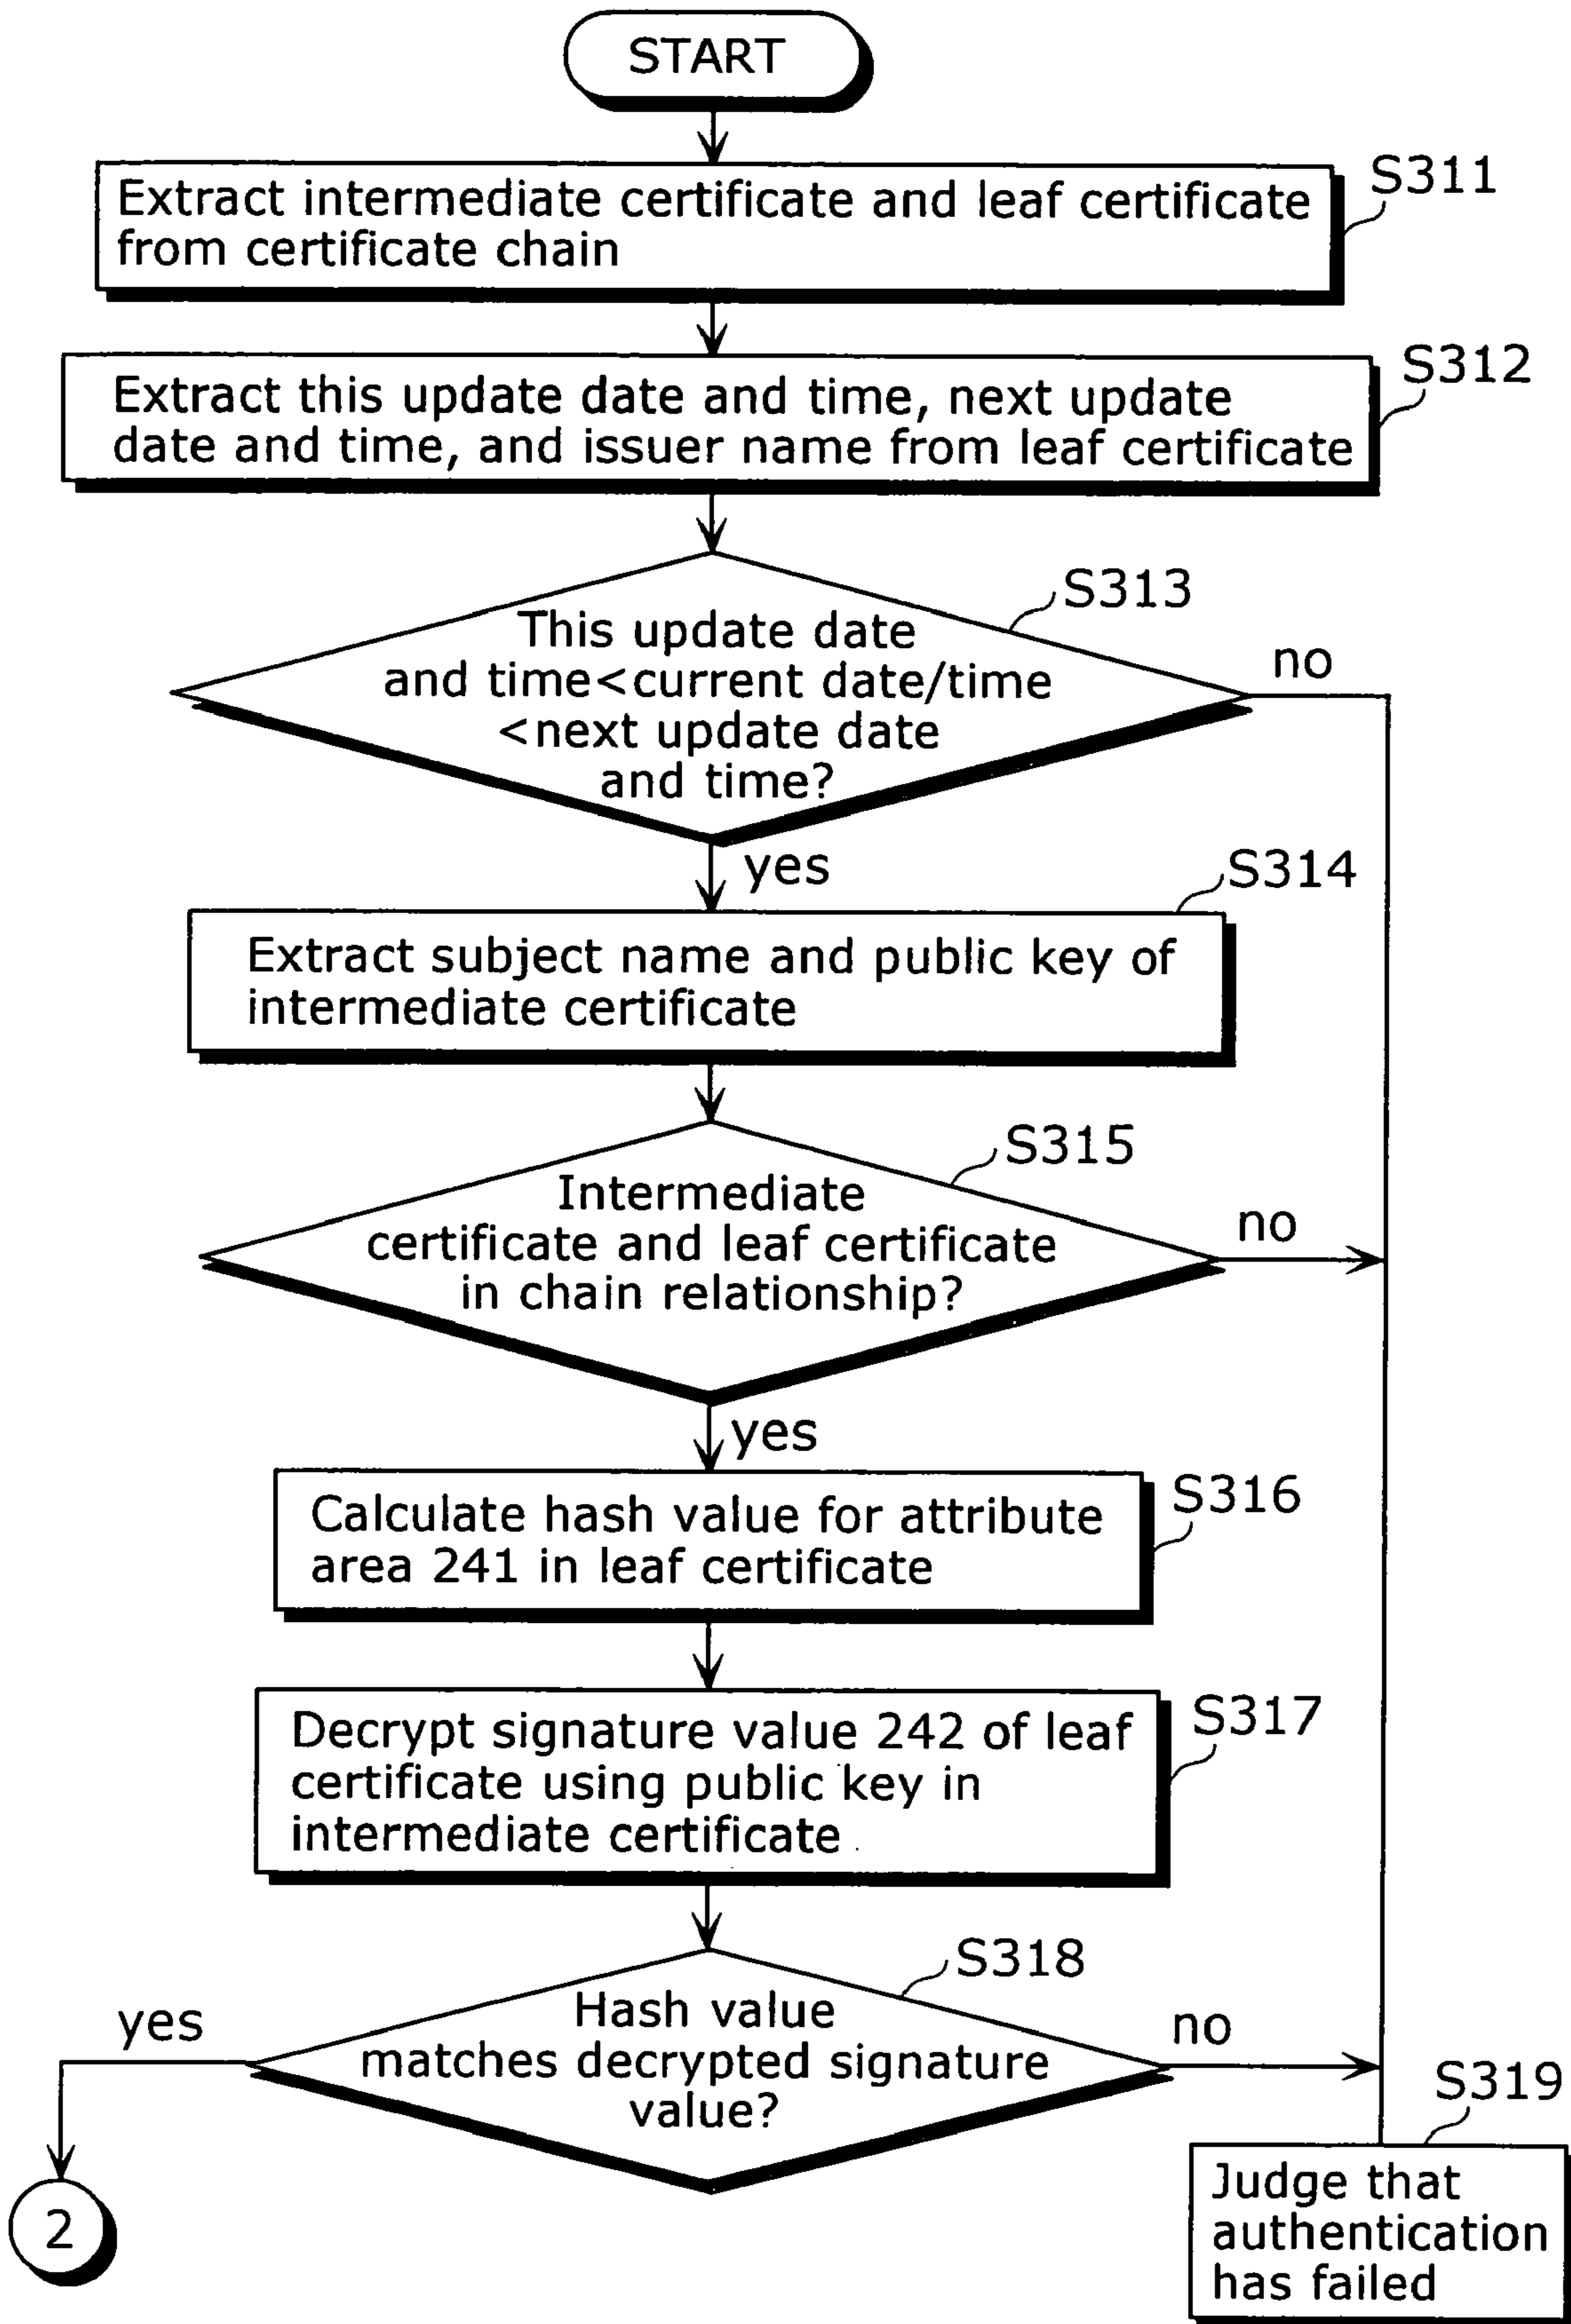 START
S311
Extract intermediate certificate and leaf certificate
from certificate chain
S312
Extract this update date and time, next update
date and time, and issuer name from leaf certificate
S313
This update date
and time<current date/time
<next update date
and time?
no
yes
S314
Extract subject name and public key of
intermediate certificate
S315
Intermediate
certificate and leaf certificate
in chain relationship?
no
yes
S316
Calculate hash value for attribute
area 241 in leaf certificate
S317
Decrypt signature value 242 of leaf
certificate using public key in
intermediate certificate
S318
Hash value
matches decrypted signature
value?
yes
no
S319
Judge that
authentication
has failed
2